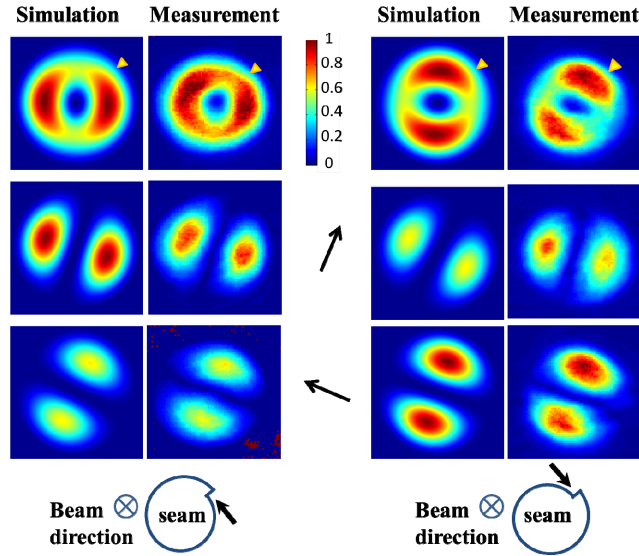 Simulation Measurement Simulation Measurement
1
0.8
0.6
0.4
0.2
0
Beam direction
seam
Beam direction
seam